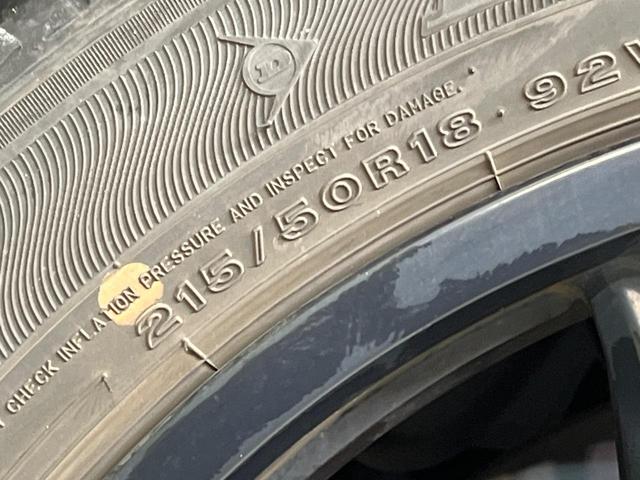 CHECK INFLATION PRESSURE AND INSPECT FOR DAMAGE.
215/50R18 · 92V